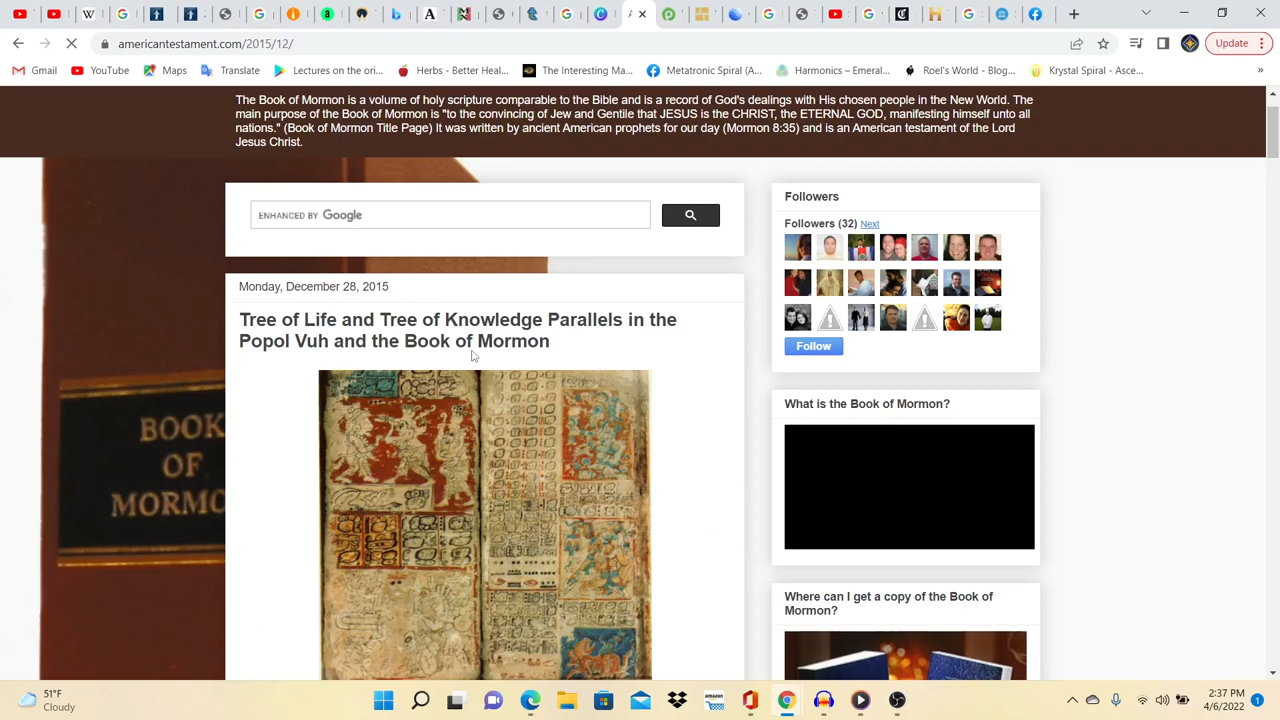 americantestament.com/2015/12/
Update
Gmail
YouTube
Maps
Translate
Lectures on the ori...
Herbs - Better Heal...
The Interesting Ma...
Metatronic Spiral (A...
Harmonics – Emeral...
Roel's World - Blog...
Krystal Spiral - Asce...
»
The Book of Mormon is a volume of holy scripture comparable to the Bible and is a record of God's dealings with His chosen people in the New World. The
main purpose of the Book of Mormon is "to the convincing of Jew and Gentile that JESUS is the CHRIST, the ETERNAL GOD, manifesting himself unto all
nations." (Book of Mormon Title Page) It was written by ancient American prophets for our day (Mormon 8:35) and is an American testament of the Lord
Jesus Christ.
ENHANCED BY Google
Monday, December 28, 2015
Tree of Life and Tree of Knowledge Parallels in the
Popol Vuh and the Book of Mormon
BOOK
OF
MORMON
Followers
Followers (32) Next
Follow
What is the Book of Mormon?
Where can I get a copy of the Book of
Mormon?
51°F
Cloudy
amazon
2:37 PM
4/6/2022
1